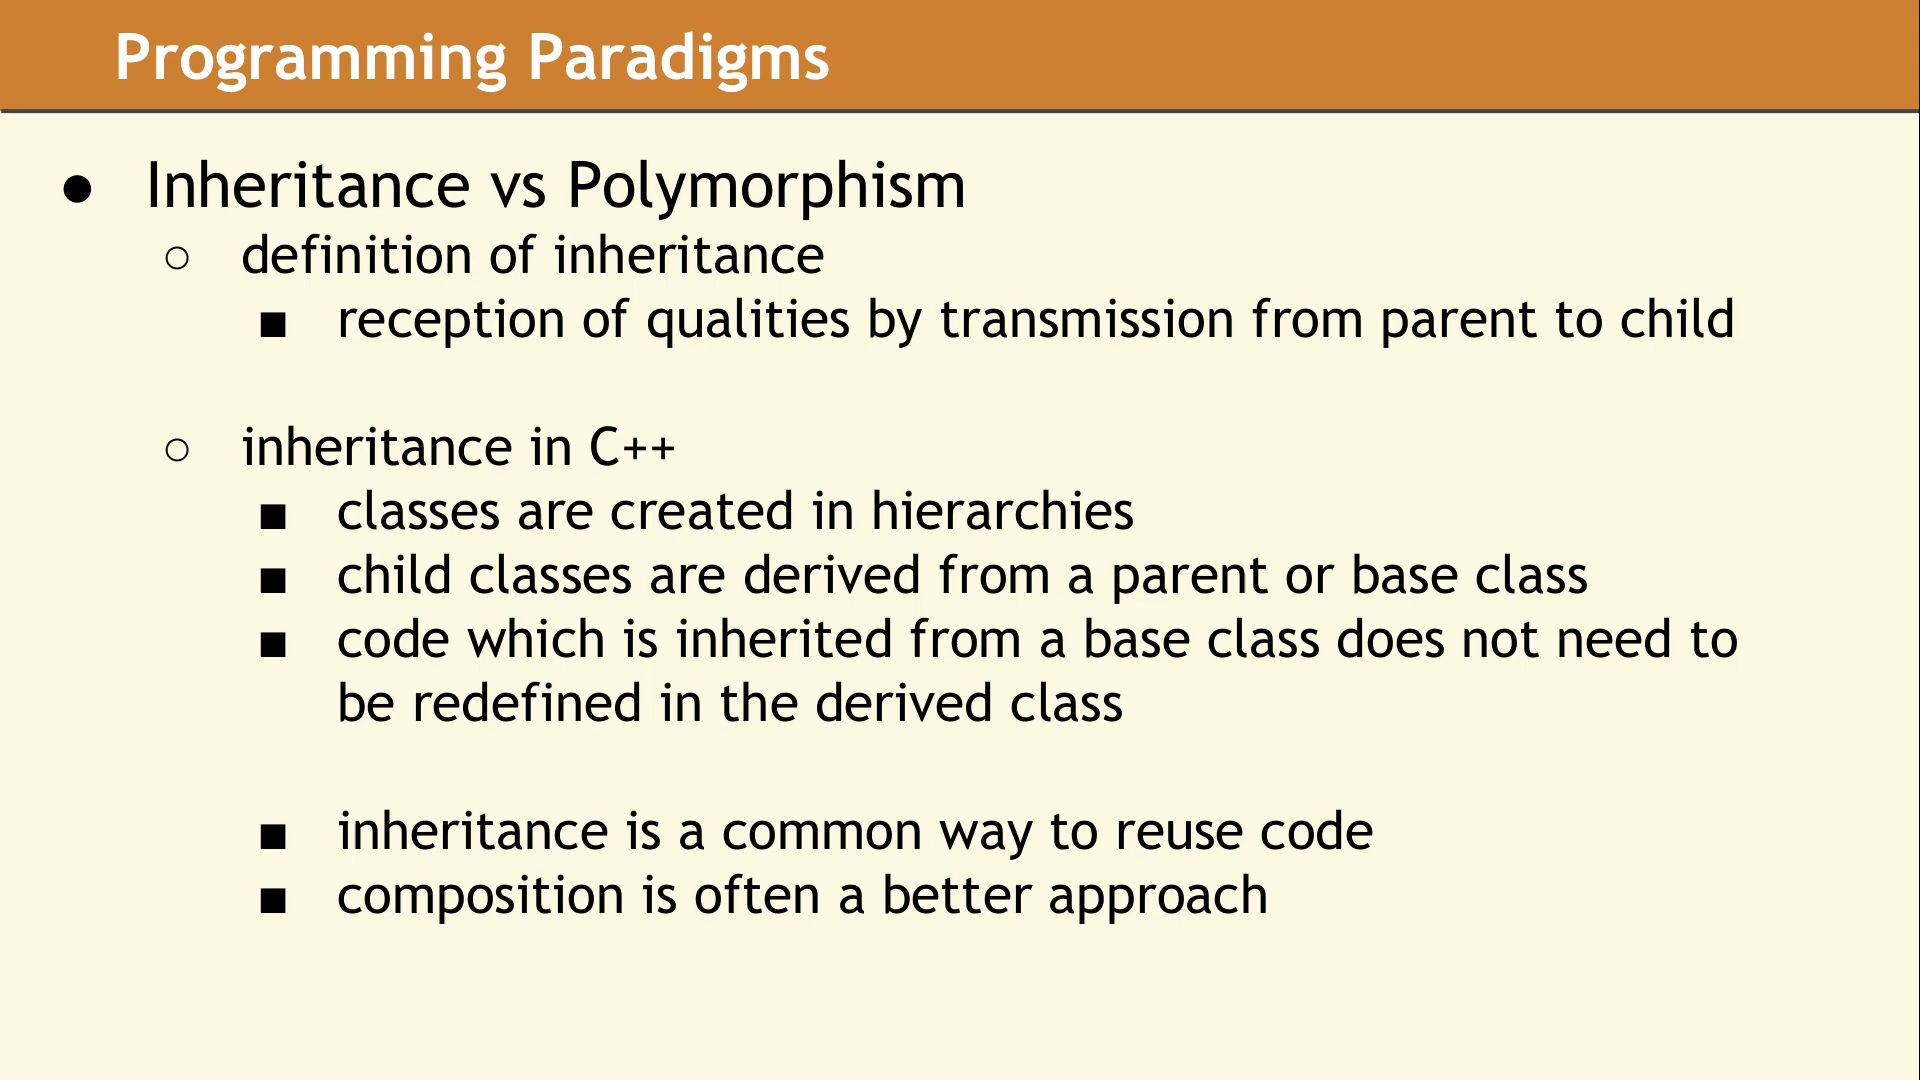 Programming Paradigms
● Inheritance vs Polymorphism
○ definition of inheritance
■ reception of qualities by transmission from parent to child
○ inheritance in C++
■ classes are created in hierarchies
■ child classes are derived from a parent or base class
■ code which is inherited from a base class does not need to
be redefined in the derived class
■ inheritance is a common way to reuse code
■ composition is often a better approach